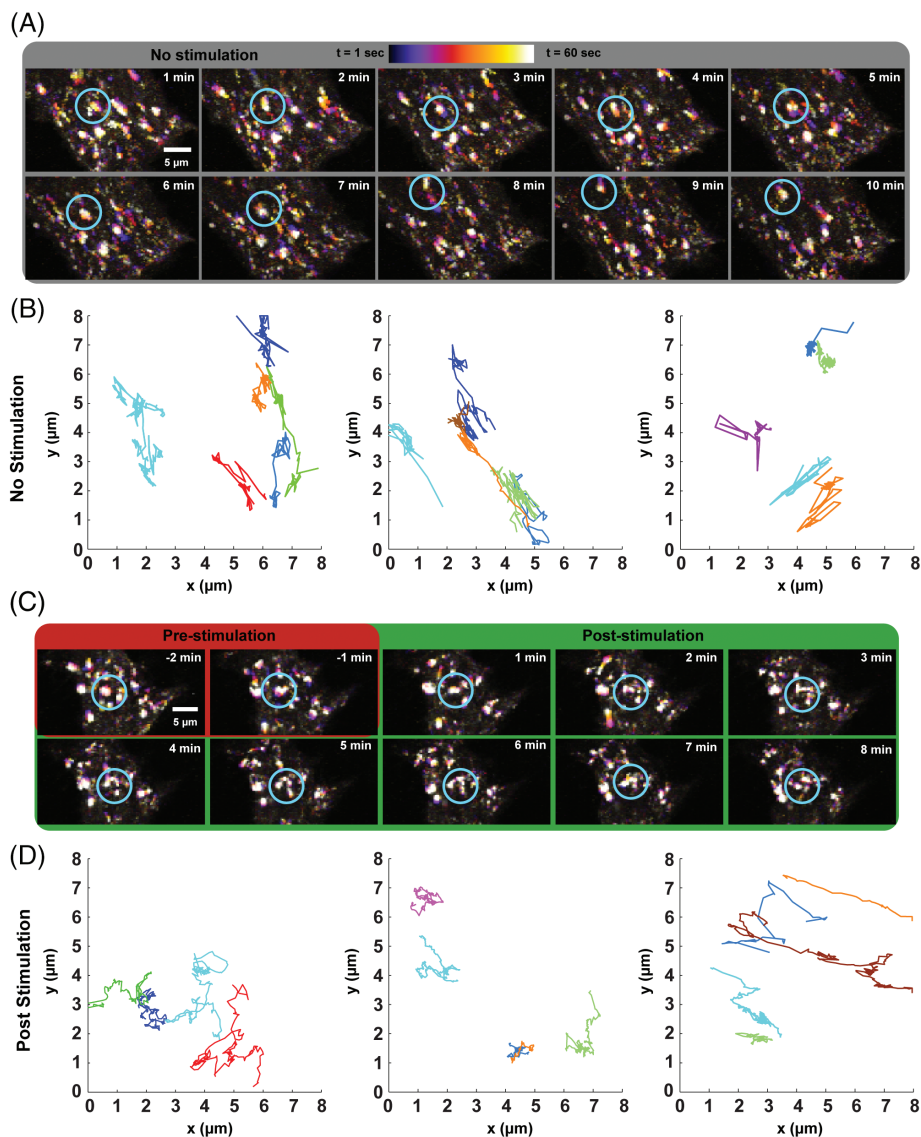 (A)
No stimulation
t = 1 sec
t = 60 sec
1 min
2 min
3 min
4 min
5 min
5 µm
6 min
7 min
8 min
9 min
10 min
(B)
No Stimulation
y (µm)
8
7
6
5
4
3
2
1
0
0 1 2 3 4 5 6 7 8
x (µm)
y (µm)
8
7
6
5
4
3
2
1
0
0 1 2 3 4 5 6 7 8
x (µm)
y (µm)
8
7
6
5
4
3
2
1
0
0 1 2 3 4 5 6 7 8
x (µm)
(C)
Pre-stimulation
Post-stimulation
-2 min
-1 min
1 min
2 min
3 min
5 µm
4 min
5 min
6 min
7 min
8 min
(D)
Post Stimulation
y (µm)
8
7
6
5
4
3
2
1
0
0 1 2 3 4 5 6 7 8
x (µm)
y (µm)
8
7
6
5
4
3
2
1
0
0 1 2 3 4 5 6 7 8
x (µm)
y (µm)
8
7
6
5
4
3
2
1
0
0 1 2 3 4 5 6 7 8
x (µm)